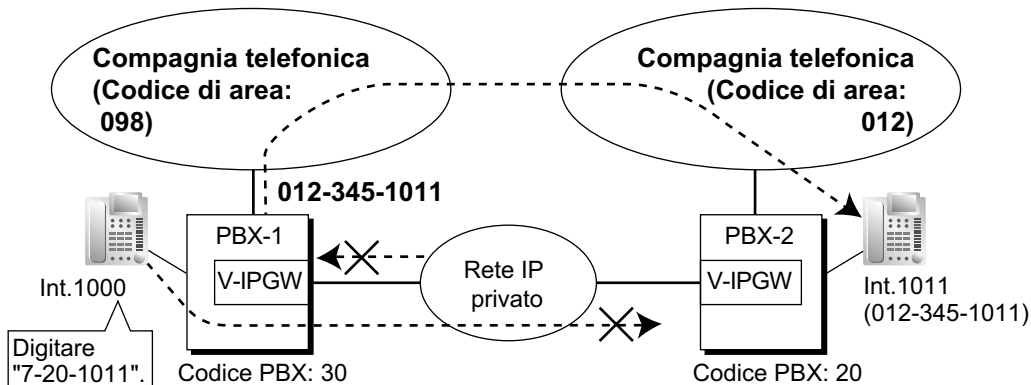 Compagnia telefonica
(Codice di area:
098)
Compagnia telefonica
(Codice di area:
012)
012-345-1011
PBX-1
V-IPGW
Rete IP
privato
PBX-2
V-IPGW
Int.1000
Int.1011
(012-345-1011)
Digitare
"7-20-1011".
Codice PBX: 30
Codice PBX: 20